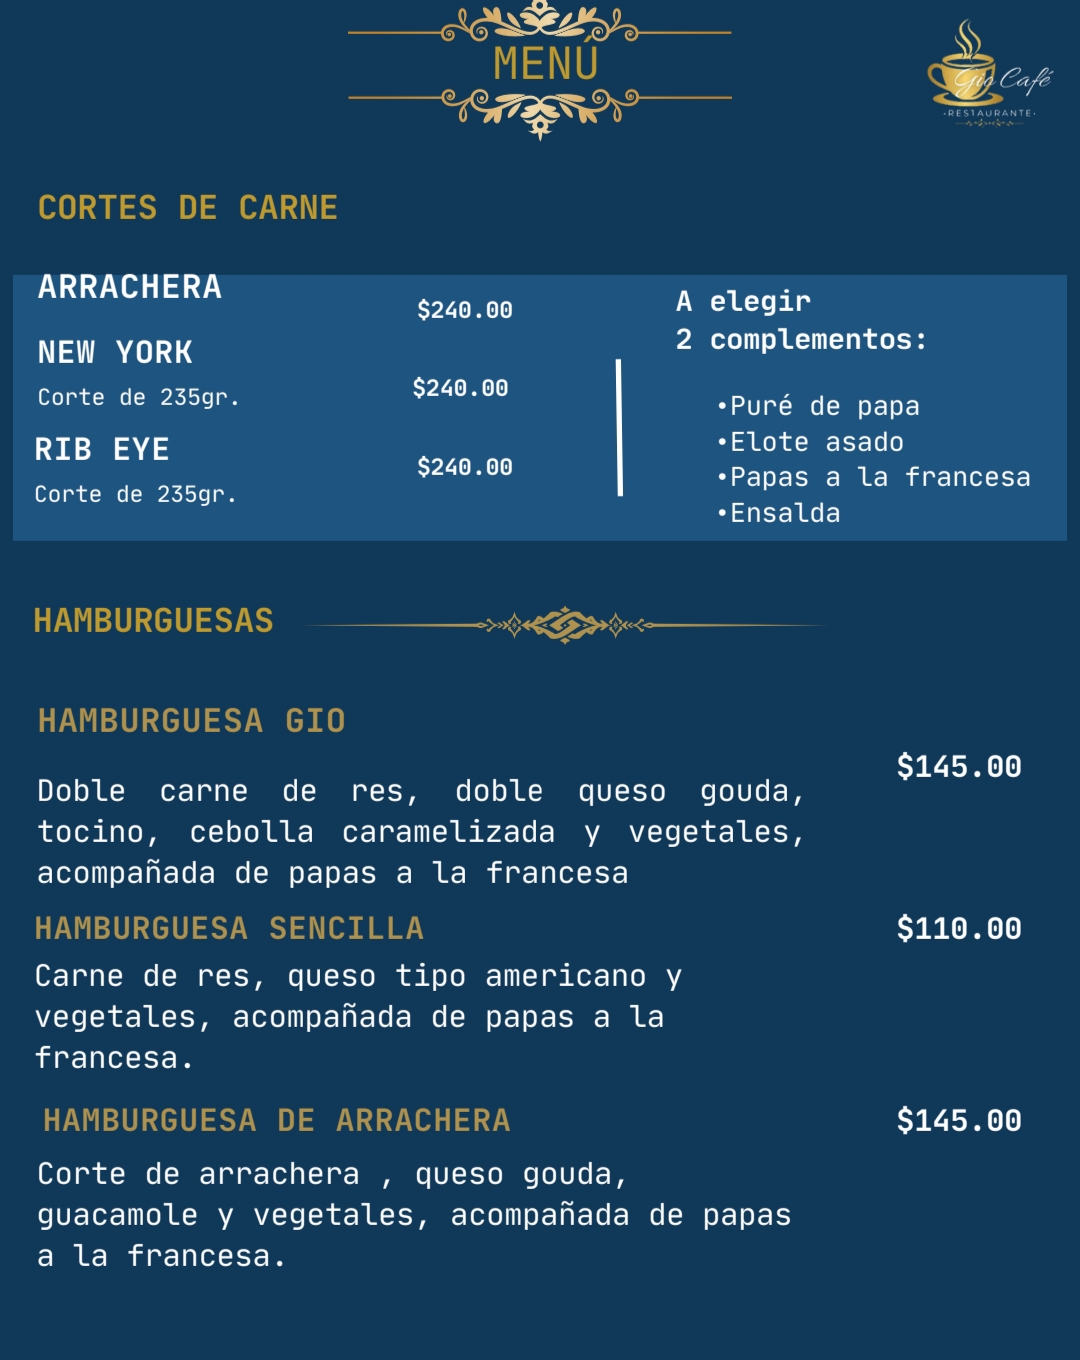 MENÚ
Gio Café
·RESTAURANTE·
CORTES DE CARNE
ARRACHERA
$240.00
NEW YORK
Corte de 235gr.
$240.00
RIB EYE
Corte de 235gr.
$240.00
A elegir
2 complementos:
•Puré de papa
•Elote asado
•Papas a la francesa
•Ensalda
HAMBURGUESAS
HAMBURGUESA GIO
$145.00
Doble carne de res, doble queso gouda,
tocino, cebolla caramelizada y vegetales,
acompañada de papas a la francesa
HAMBURGUESA SENCILLA
$110.00
Carne de res, queso tipo americano y
vegetales, acompañada de papas a la
francesa.
HAMBURGUESA DE ARRACHERA
$145.00
Corte de arrachera , queso gouda,
guacamole y vegetales, acompañada de papas
a la francesa.